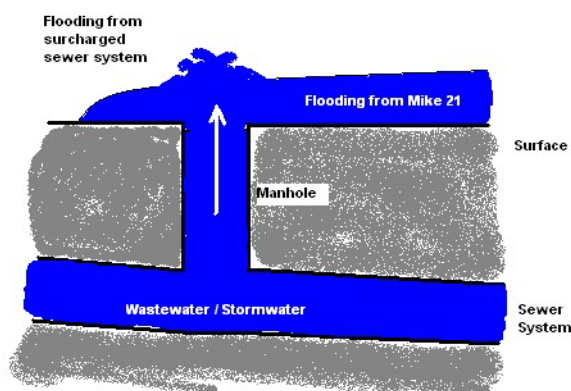 Flooding from
surcharged
sewer system
Flooding from Mike 21
Surface
Manhole
Wastewater / Stormwater
Sewer
System